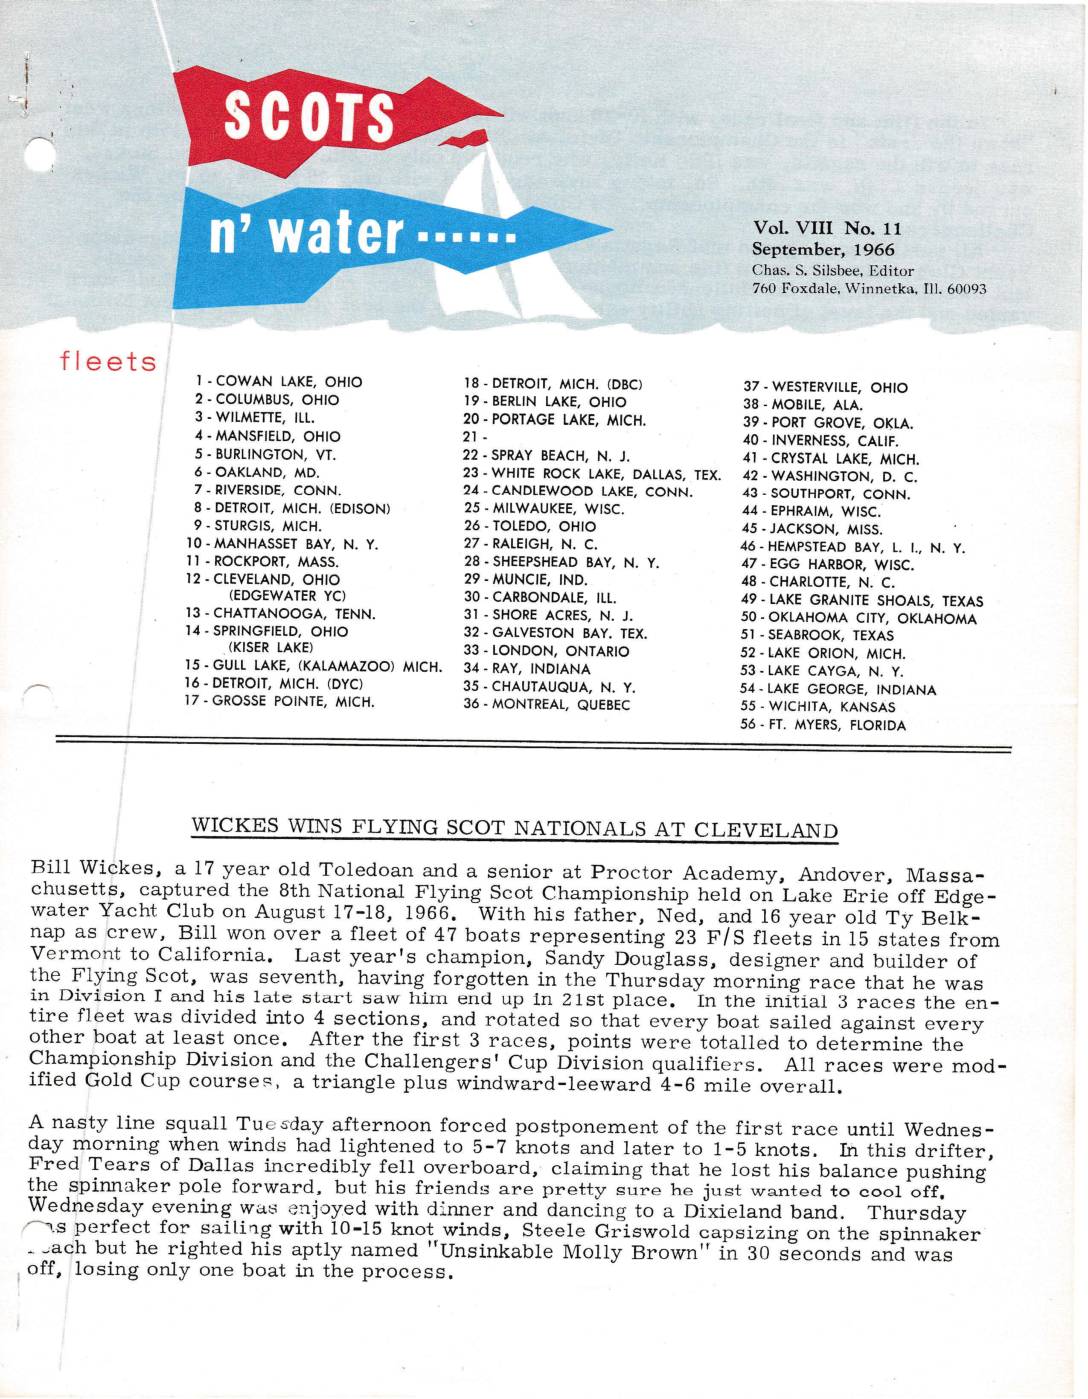 SCOTS
n' water......
Vol. VIII No. 11
September, 1966
Chas. S. Silsbee, Editor
760 Foxdale, Winnetka, Ill. 60093
fleets
1 - COWAN LAKE, OHIO
2 - COLUMBUS, OHIO
3 - WILMETTE, ILL.
4 - MANSFIELD, OHIO
5 - BURLINGTON, VT.
6 - OAKLAND, MD.
7 - RIVERSIDE, CONN.
8 - DETROIT, MICH. (EDISON)
9 - STURGIS, MICH.
10 - MANHASSET BAY, N. Y.
11 - ROCKPORT, MASS.
12 - CLEVELAND, OHIO
(EDGEWATER YC)
13 - CHATTANOOGA, TENN.
14 - SPRINGFIELD, OHIO
(KISER LAKE)
15 - GULL LAKE, (KALAMAZOO) MICH.
16 - DETROIT, MICH. (DYC)
17 - GROSSE POINTE, MICH.
18 - DETROIT, MICH. (DBC)
19 - BERLIN LAKE, OHIO
20 - PORTAGE LAKE, MICH.
21 -
22 - SPRAY BEACH, N. J.
23 - WHITE ROCK LAKE, DALLAS, TEX.
24 - CANDLEWOOD LAKE, CONN.
25 - MILWAUKEE, WISC.
26 - TOLEDO, OHIO
27 - RALEIGH, N. C.
28 - SHEEPSHEAD BAY, N. Y.
29 - MUNCIE, IND.
30 - CARBONDALE, ILL.
31 - SHORE ACRES, N. J.
32 - GALVESTON BAY. TEX.
33 - LONDON, ONTARIO
34 - RAY, INDIANA
35 - CHAUTAUQUA, N. Y.
36 - MONTREAL, QUEBEC
37 - WESTERVILLE, OHIO
38 - MOBILE, ALA.
39 - PORT GROVE, OKLA.
40 - INVERNESS, CALIF.
41 - CRYSTAL LAKE, MICH.
42 - WASHINGTON, D. C.
43 - SOUTHPORT, CONN.
44 - EPHRAIM, WISC.
45 - JACKSON, MISS.
46 - HEMPSTEAD BAY, L. I., N. Y.
47 - EGG HARBOR, WISC.
48 - CHARLOTTE, N. C.
49 - LAKE GRANITE SHOALS, TEXAS
50 - OKLAHOMA CITY, OKLAHOMA
51 - SEABROOK, TEXAS
52 - LAKE ORION, MICH.
53 - LAKE CAYGA, N. Y.
54 - LAKE GEORGE, INDIANA
55 - WICHITA, KANSAS
56 - FT. MYERS, FLORIDA
WICKES WINS FLYING SCOT NATIONALS AT CLEVELAND
Bill Wickes, a 17 year old Toledoan and a senior at Proctor Academy, Andover, Massa-
chusetts, captured the 8th National Flying Scot Championship held on Lake Erie off Edge-
water Yacht Club on August 17-18, 1966. With his father, Ned, and 16 year old Ty Belk-
nap as crew, Bill won over a fleet of 47 boats representing 23 F/S fleets in 15 states from
Vermont to California. Last year's champion, Sandy Douglass, designer and builder of
the Flying Scot, was seventh, having forgotten in the Thursday morning race that he was
in Division I and his late start saw him end up in 21st place. In the initial 3 races the en-
tire fleet was divided into 4 sections, and rotated so that every boat sailed against every
other boat at least once. After the first 3 races, points were totalled to determine the
Championship Division and the Challengers' Cup Division qualifiers. All races were mod-
ified Gold Cup courses, a triangle plus windward-leeward 4-6 mile overall.
A nasty line squall Tuesday afternoon forced postponement of the first race until Wednes-
day morning when winds had lightened to 5-7 knots and later to 1-5 knots. In this drifter,
Fred Tears of Dallas incredibly fell overboard, claiming that he lost his balance pushing
the spinnaker pole forward, but his friends are pretty sure he just wanted to cool off.
Wednesday evening was enjoyed with dinner and dancing to a Dixieland band. Thursday
as perfect for sailing with 10-15 knot winds, Steele Griswold capsizing on the spinnaker
each but he righted his aptly named "Unsinkable Molly Brown" in 30 seconds and was
off, losing only one boat in the process.